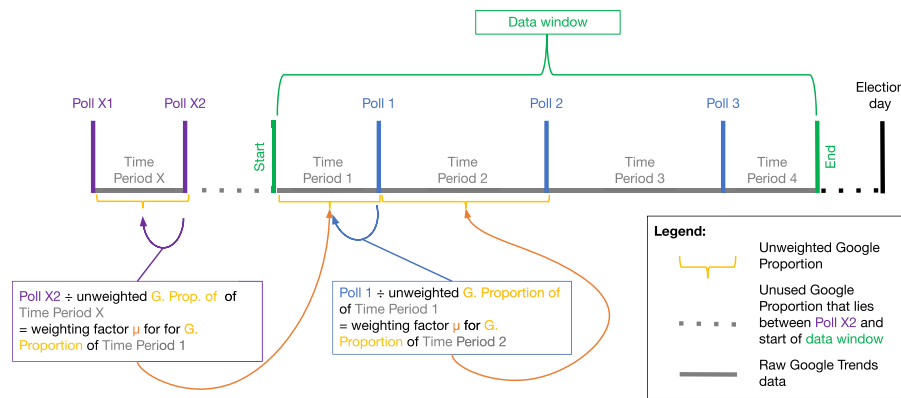 Data window
Election
day
Poll X1
Poll X2
Poll 1
Poll 2
Poll 3
Start
End
Time
Period X
Time
Period 1
Time
Period 2
Time
Period 3
Time
Period 4
Poll X2 ÷ unweighted G. Prop. of of
Time Period X
= weighting factor μ for for G.
Proportion of Time Period 1
Poll 1 ÷ unweighted G. Proportion of
of Time Period 1
= weighting factor μ for G.
Proportion of Time Period 2
Legend:
Unweighted Google
Proportion
Unused Google
Proportion that lies
between Poll X2 and
start of data window
Raw Google Trends
data